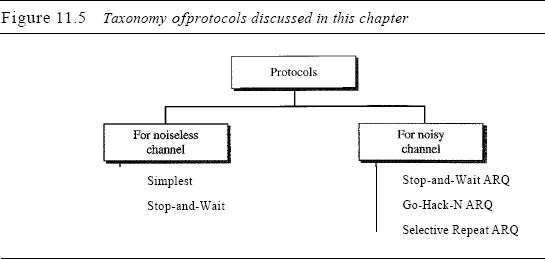 Figure 11.5 Taxonomy ofprotocols discussed in this chapter
Protocols
For noiseless
channel
For noisy
channel
Simplest
Stop-and-Wait
Stop-and-Wait ARQ
Go-Hack-N ARQ
Selective Repeat ARQ